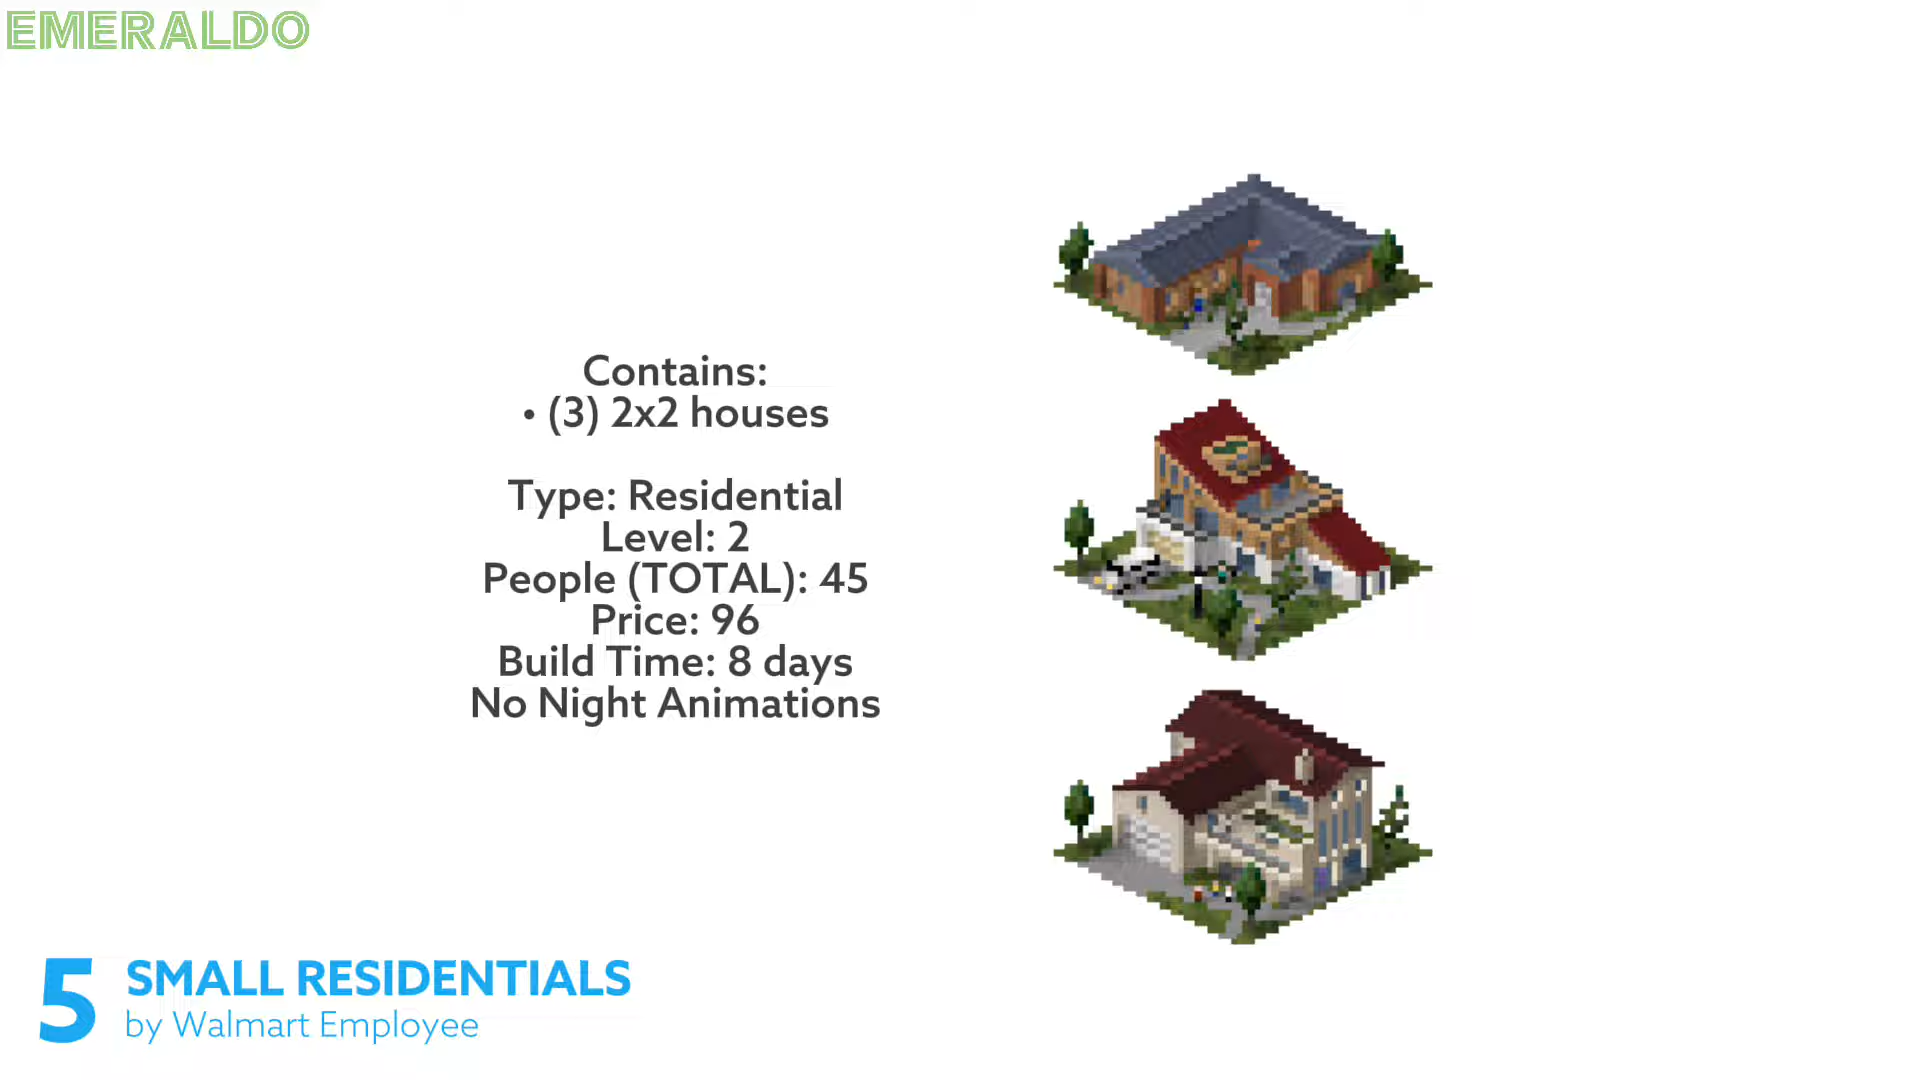 EMERALDO
Contains:
• (3) 2x2 houses
Type: Residential
Level: 2
People (TOTAL): 45
Price: 96
Build Time: 8 days
No Night Animations
5
SMALL RESIDENTIALS
by Walmart Employee